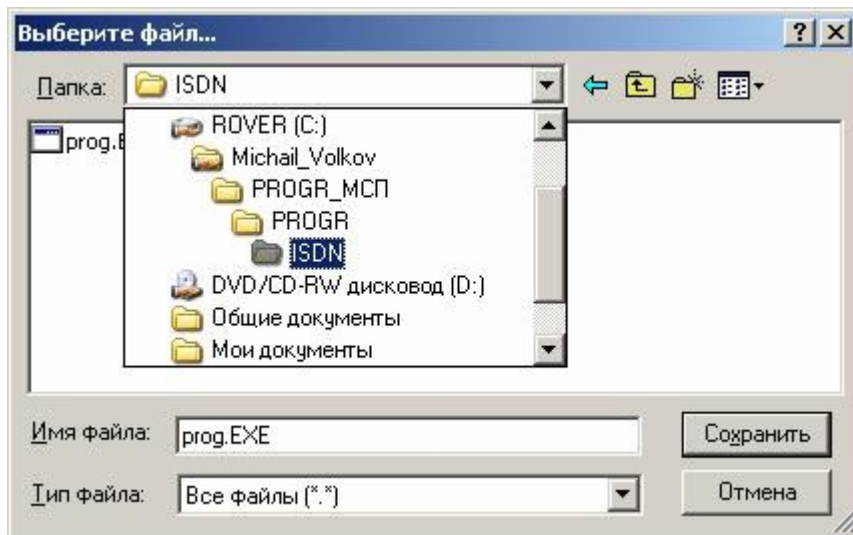 Выберите файл...
Папка: ISDN
ROVER (C:)
Michail_Volkov
PROGR_МСП
PROGR
ISDN
DVD/CD-RW дисковод (D:)
Общие документы
Мои документы
prog.E
Имя файла: prog.EXE
Сохранить
Тип файла: Все файлы (*.*)
Отмена